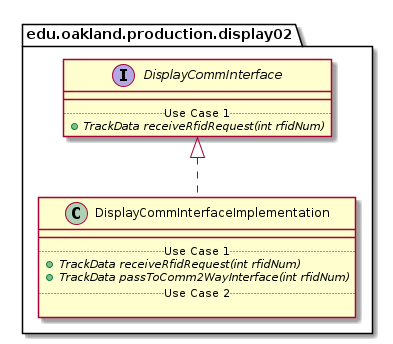 edu.oakland.production.display02
I DisplayCommInterface
Use Case 1
TrackData receiveRfidRequest(int rfidNum)
C DisplayCommInterfaceImplementation
Use Case 1
TrackData receiveRfidRequest(int rfidNum)
TrackData passToComm2WayInterface(int rfidNum)
Use Case 2